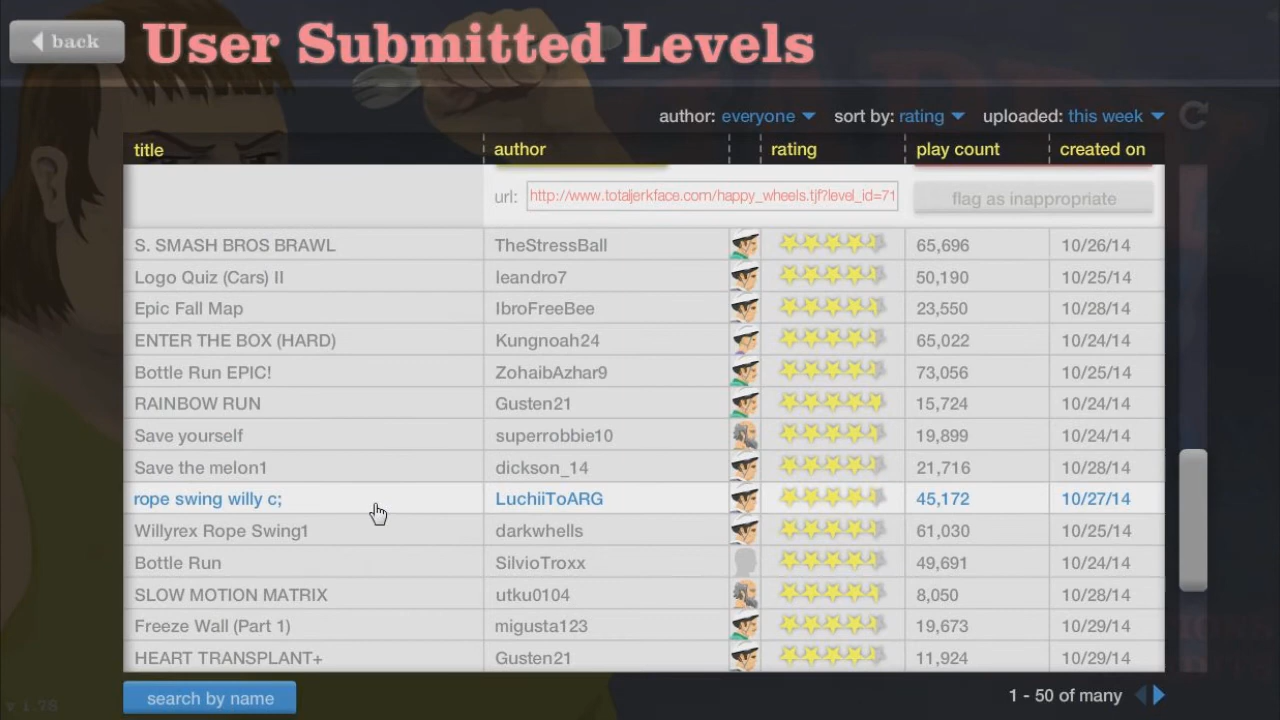 back
User Submitted Levels
author: everyone sort by: rating uploaded: this week
title author rating play count created on
url: http://www.totaljerkface.com/happy_wheels.tjf?level_id=71 flag as inappropriate
S. SMASH BROS BRAWL TheStressBall 65,696 10/26/14
Logo Quiz (Cars) II leandro7 50,190 10/25/14
Epic Fall Map IbroFreeBee 23,550 10/28/14
ENTER THE BOX (HARD) Kungnoah24 65,022 10/24/14
Bottle Run EPIC! ZohaibAzhar9 73,056 10/25/14
RAINBOW RUN Gusten21 15,724 10/24/14
Save yourself superrobbie10 19,899 10/24/14
Save the melon1 dickson_14 21,716 10/28/14
rope swing willy c; LuchiiToARG 45,172 10/27/14
Willyrex Rope Swing1 darkwhells 61,030 10/25/14
Bottle Run SilvioTroxx 49,691 10/24/14
SLOW MOTION MATRIX utku0104 8,050 10/28/14
Freeze Wall (Part 1) migusta123 19,673 10/29/14
HEART TRANSPLANT+ Gusten21 11,924 10/29/14
search by name 1 - 50 of many